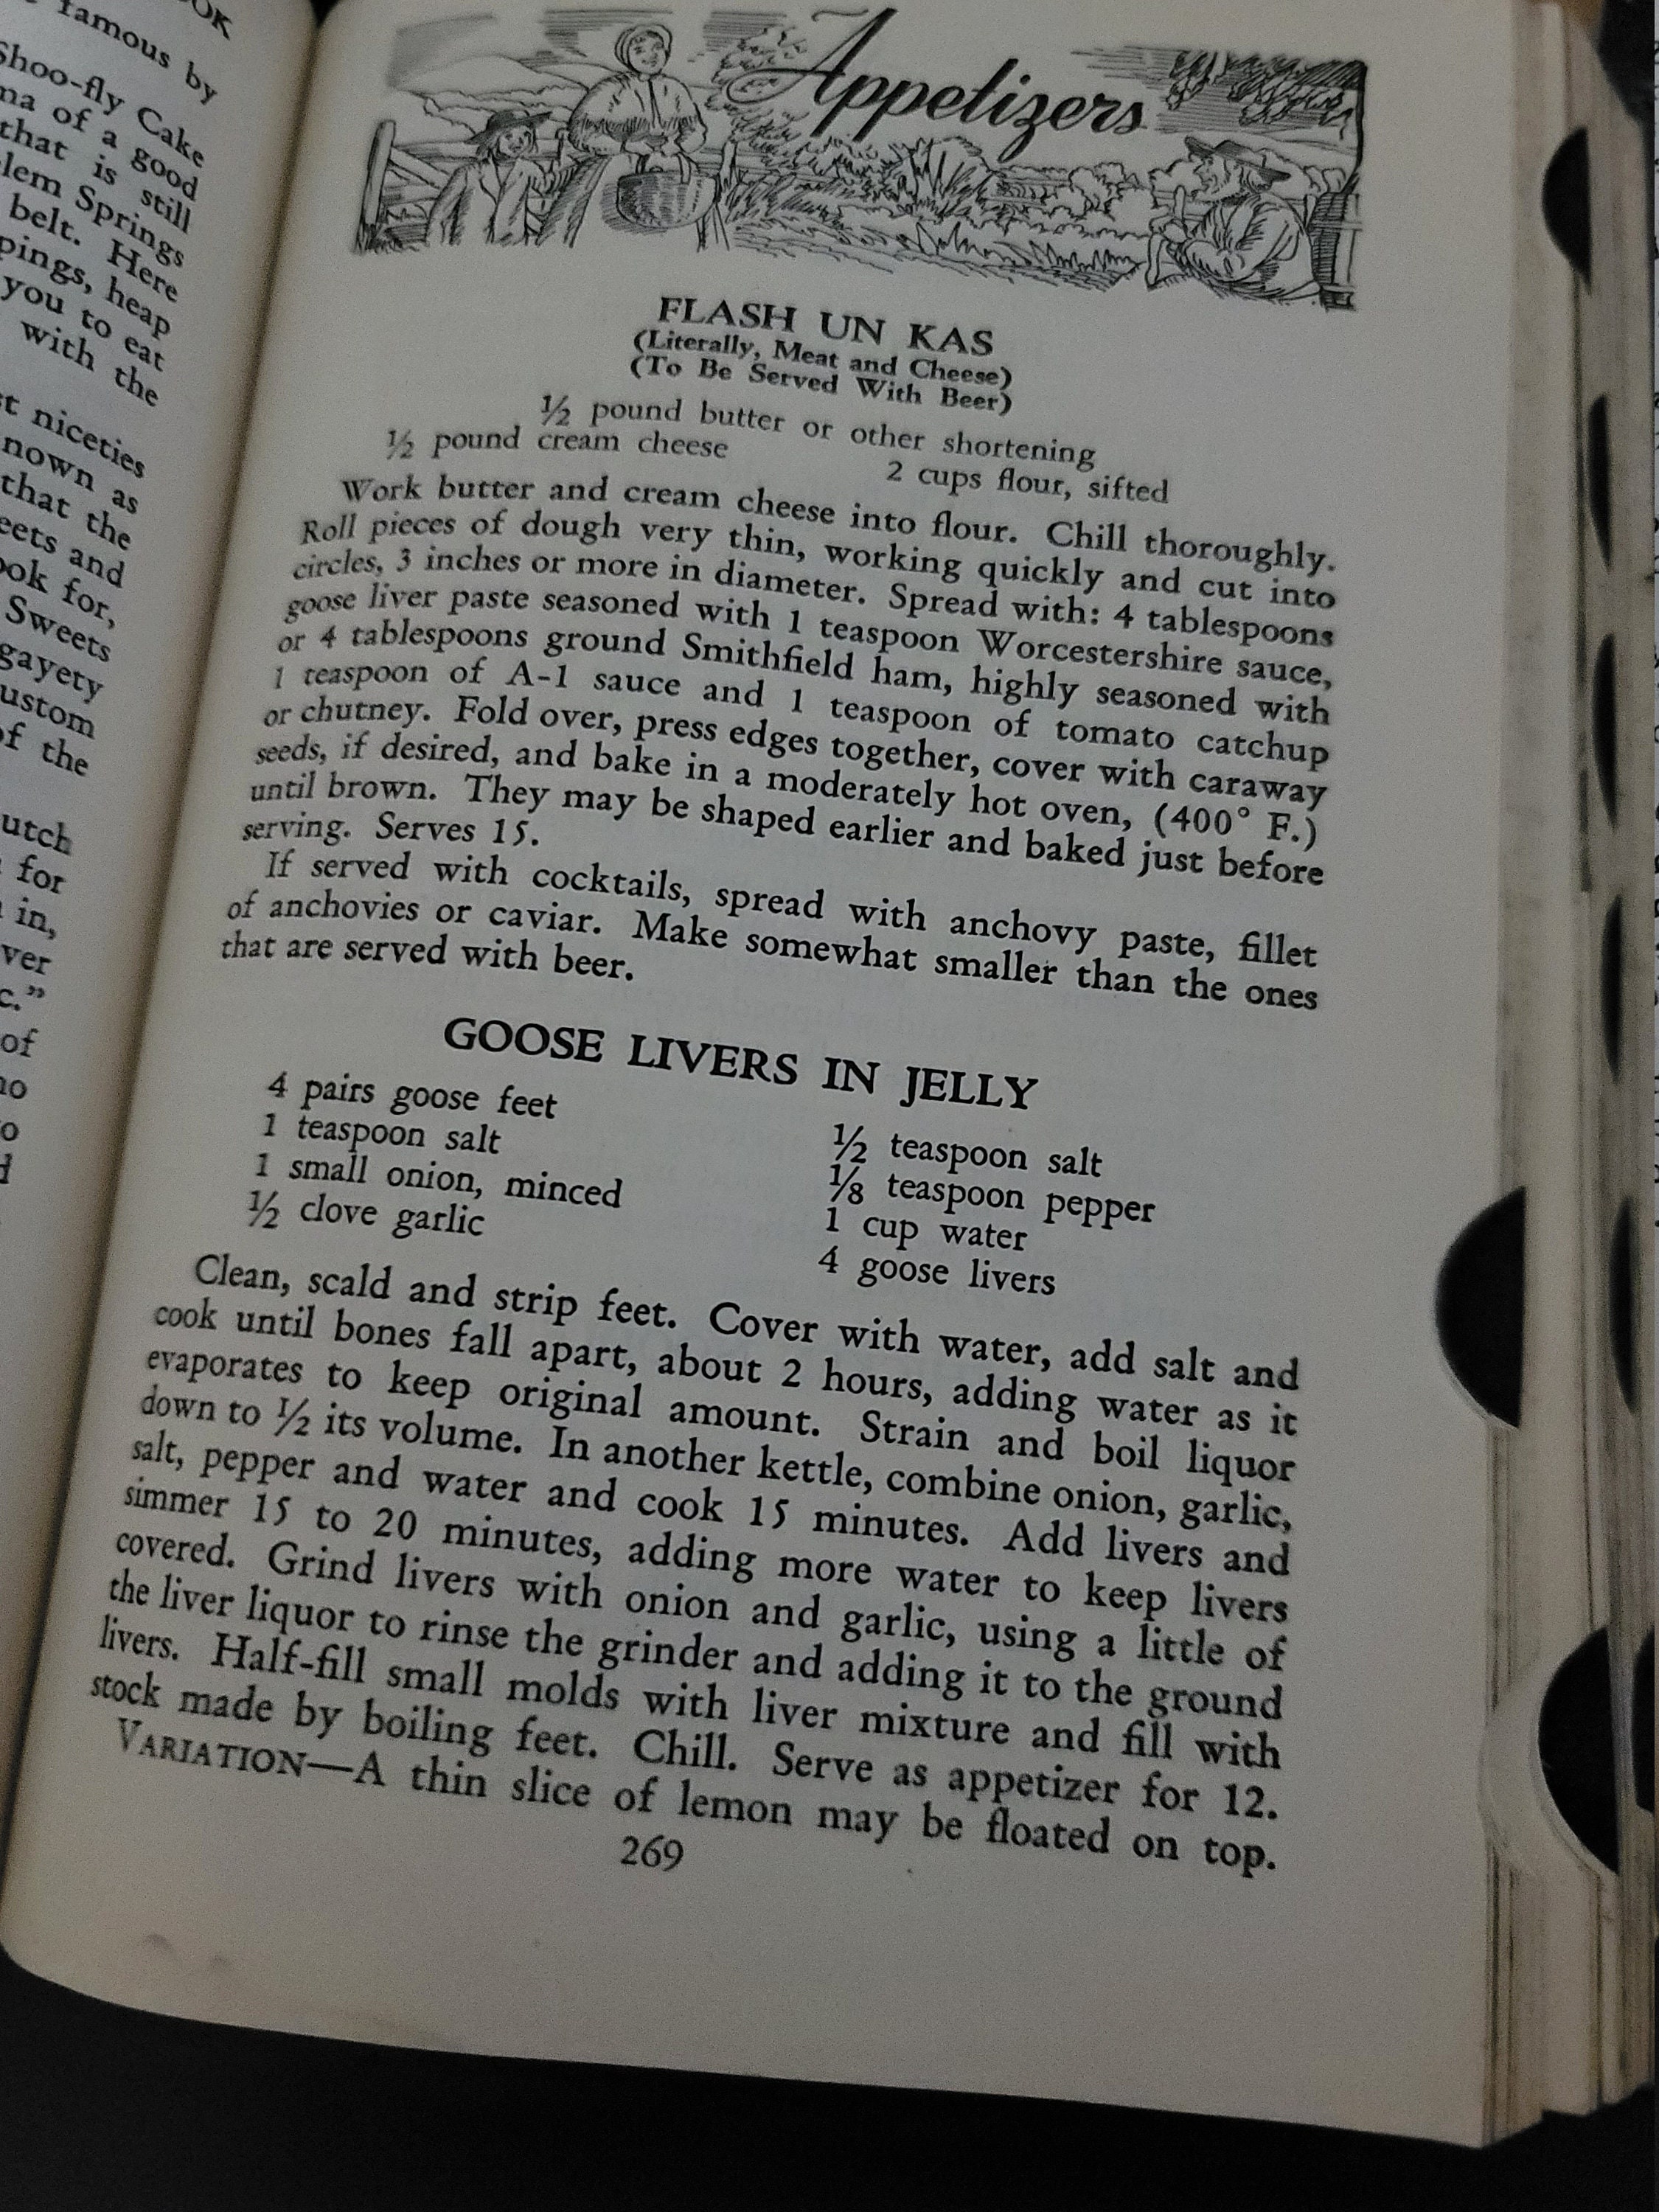 OOK
famous by
Shoo-fly Cake
of a good
that is still
Springs
belt. Here
heap
you to eat
with the
niceties
as
that the
and
for,
Sweets
gayety
of the
for
in,
of
Appetizers
FLASH UN KAS
(Literally, Meat and Cheese)
(To Be Served With Beer)
½ pound butter or other shortening
½ pound cream cheese
2 cups flour, sifted
Work butter and cream cheese into flour. Chill thoroughly.
Roll pieces of dough very thin, working quickly and cut into
circles, 3 inches or more in diameter. Spread with: 4 tablespoons
goose liver paste seasoned with 1 teaspoon Worcestershire sauce,
or 4 tablespoons ground Smithfield ham, highly seasoned with
1 teaspoon of A-1 sauce and 1 teaspoon of tomato catchup
or chutney. Fold over, press edges together, cover with caraway
seeds, if desired, and bake in a moderately hot oven, (400° F.)
until brown. They may be shaped earlier and baked just before
serving. Serves 15.
If served with cocktails, spread with anchovy paste, fillet
of anchovies or caviar. Make somewhat smaller than the ones
that are served with beer.
GOOSE LIVERS IN JELLY
4 pairs goose feet
1 teaspoon salt
1 small onion, minced
½ clove garlic
½ teaspoon salt
⅛ teaspoon pepper
1 cup water
4 goose livers
Clean, scald and strip feet. Cover with water, add salt and
cook until bones fall apart, about 2 hours, adding water as it
evaporates to keep original amount. Strain and boil liquor
down to ½ its volume. In another kettle, combine onion, garlic,
salt, pepper and water and cook 15 minutes. Add livers and
simmer 15 to 20 minutes, adding more water to keep livers
covered. Grind livers with onion and garlic, using a little of
the liver liquor to rinse the grinder and adding it to the ground
livers. Half-fill small molds with liver mixture and fill with
stock made by boiling feet. Chill. Serve as appetizer for 12.
VARIATION—A thin slice of lemon may be floated on top.
269